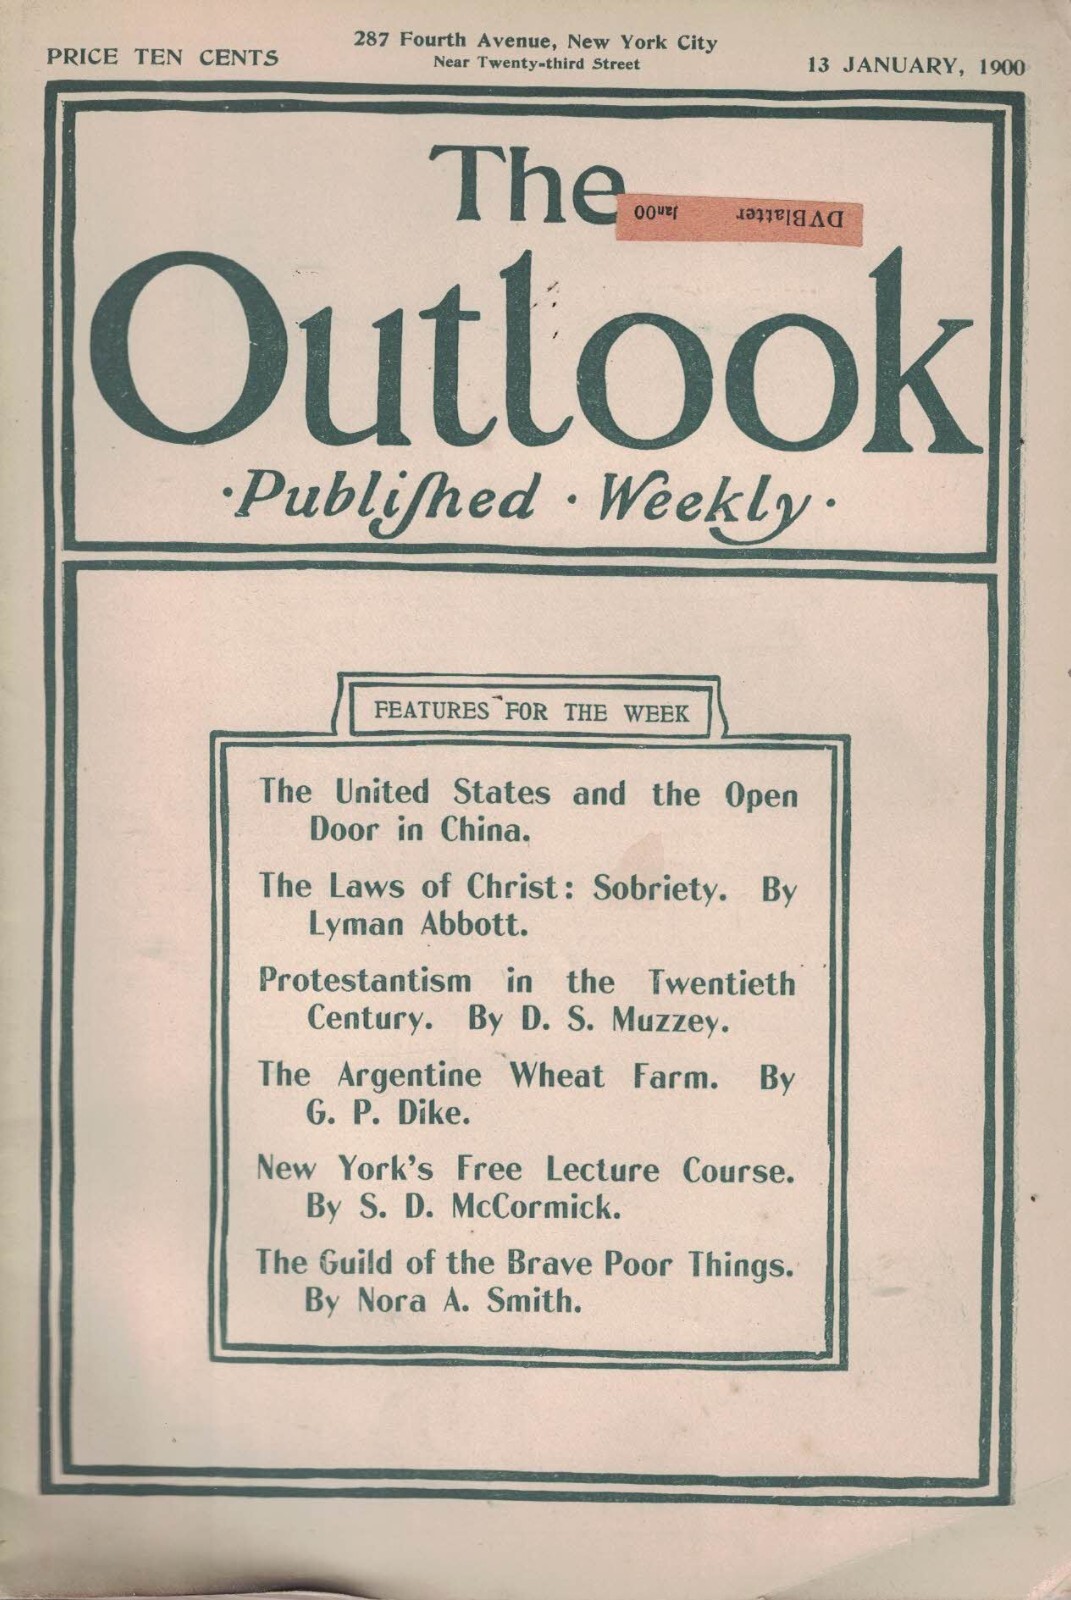 PRICE TEN CENTS
287 Fourth Avenue, New York City
Near Twenty-third Street
13 JANUARY, 1900
The
DVBlatter Jan00
Outlook
·Publiſhed · Weekly·
FEATURES FOR THE WEEK
The United States and the Open
Door in China.
The Laws of Christ: Sobriety. By
Lyman Abbott.
Protestantism in the Twentieth
Century. By D. S. Muzzey.
The Argentine Wheat Farm. By
G. P. Dike.
New York's Free Lecture Course.
By S. D. McCormick.
The Guild of the Brave Poor Things.
By Nora A. Smith.